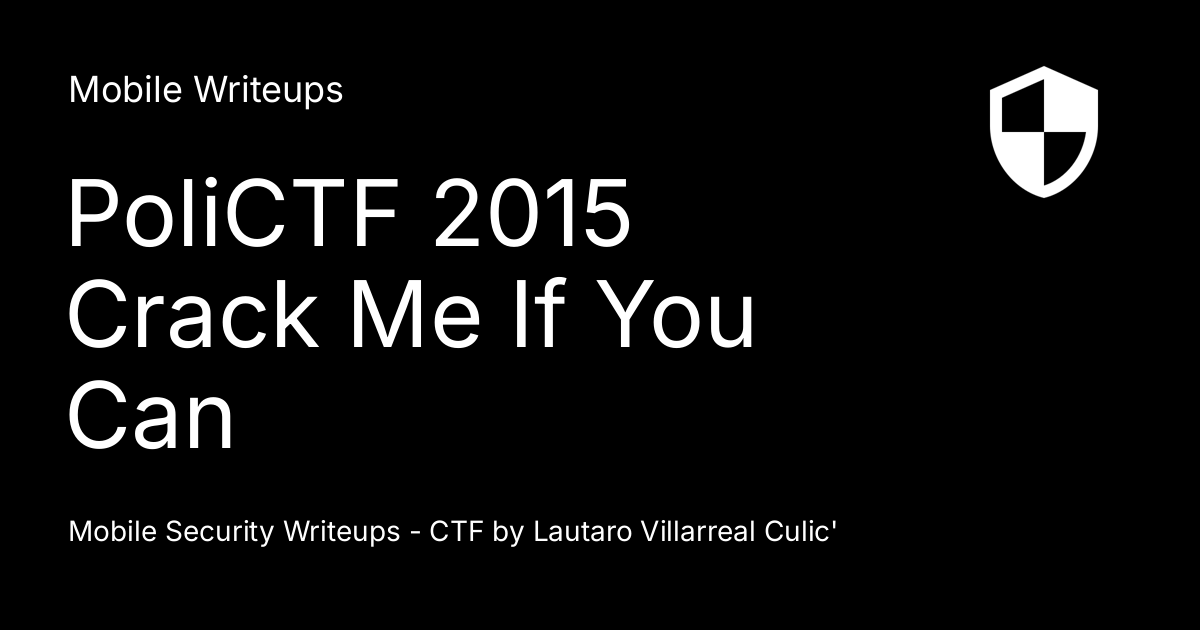 Mobile Writeups
PoliCTF 2015
Crack Me If You
Can
Mobile Security Writeups - CTF by Lautaro Villarreal Culic'